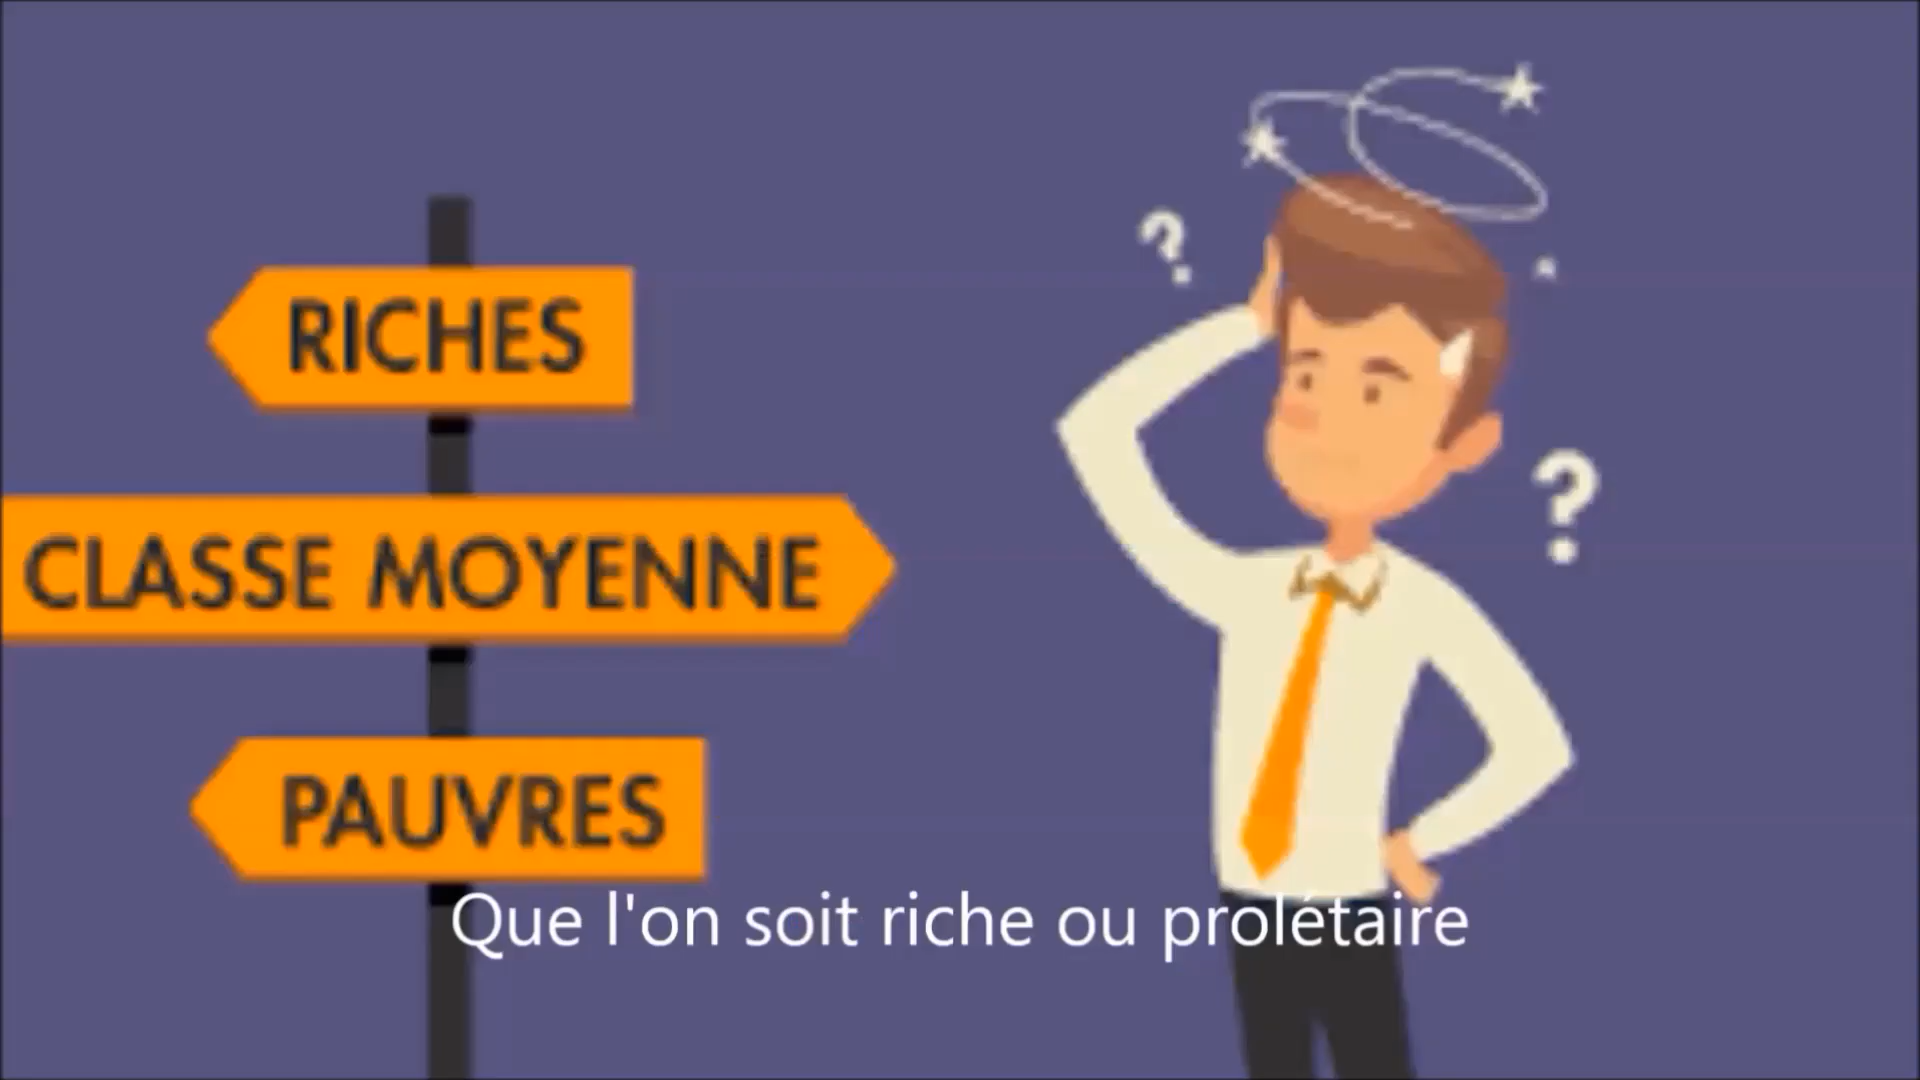 RICHES
CLASSE MOYENNE
PAUVRES
Que l'on soit riche ou prolétaire